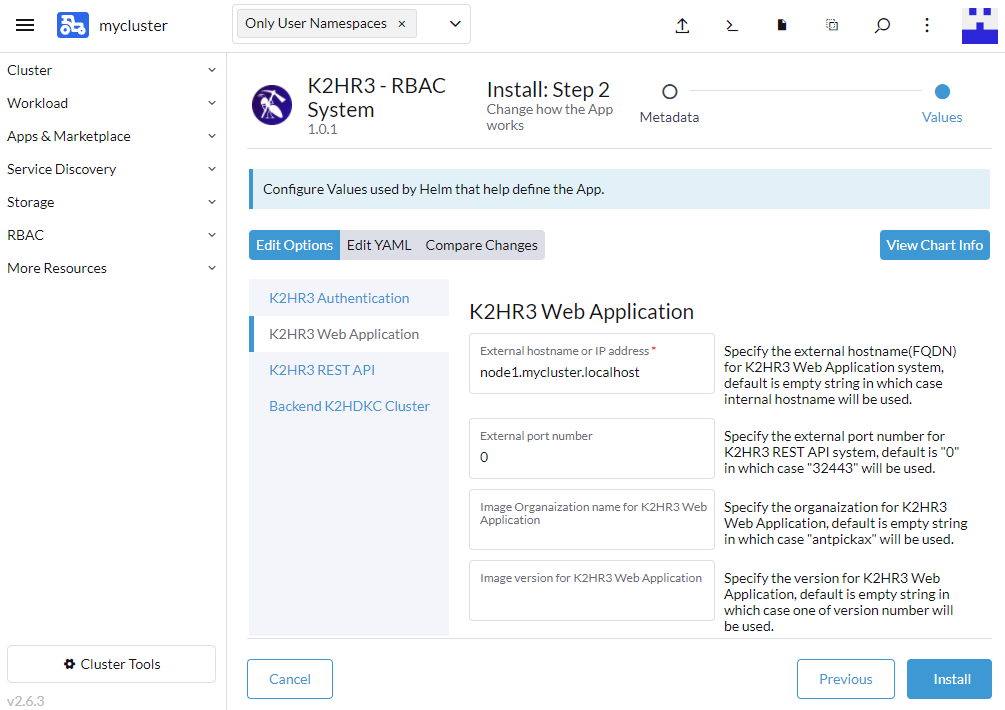 mycluster
Only User Namespaces ×
Cluster
Workload
Apps & Marketplace
Service Discovery
Storage
RBAC
More Resources
Cluster Tools
v2.6.3
K2HR3 - RBAC
System
1.0.1
Install: Step 2
Change how the App
works
Metadata
Values
Configure Values used by Helm that help define the App.
Edit Options
Edit YAML
Compare Changes
View Chart Info
K2HR3 Authentication
K2HR3 Web Application
K2HR3 REST API
Backend K2HDKC Cluster
K2HR3 Web Application
External hostname or IP address *
node1.mycluster.localhost
Specify the external hostname(FQDN)
for K2HR3 Web Application system,
default is empty string in which case
internal hostname will be used.
External port number
0
Specify the external port number for
K2HR3 REST API system, default is "0"
in which case "32443" will be used.
Image Organaization name for K2HR3 Web
Application
Specify the organaization for K2HR3
Web Application, default is empty string
in which case "antpickax" will be used.
Image version for K2HR3 Web Application
Specify the version for K2HR3 Web
Application, default is empty string in
which case one of version number will
be used.
Cancel
Previous
Install